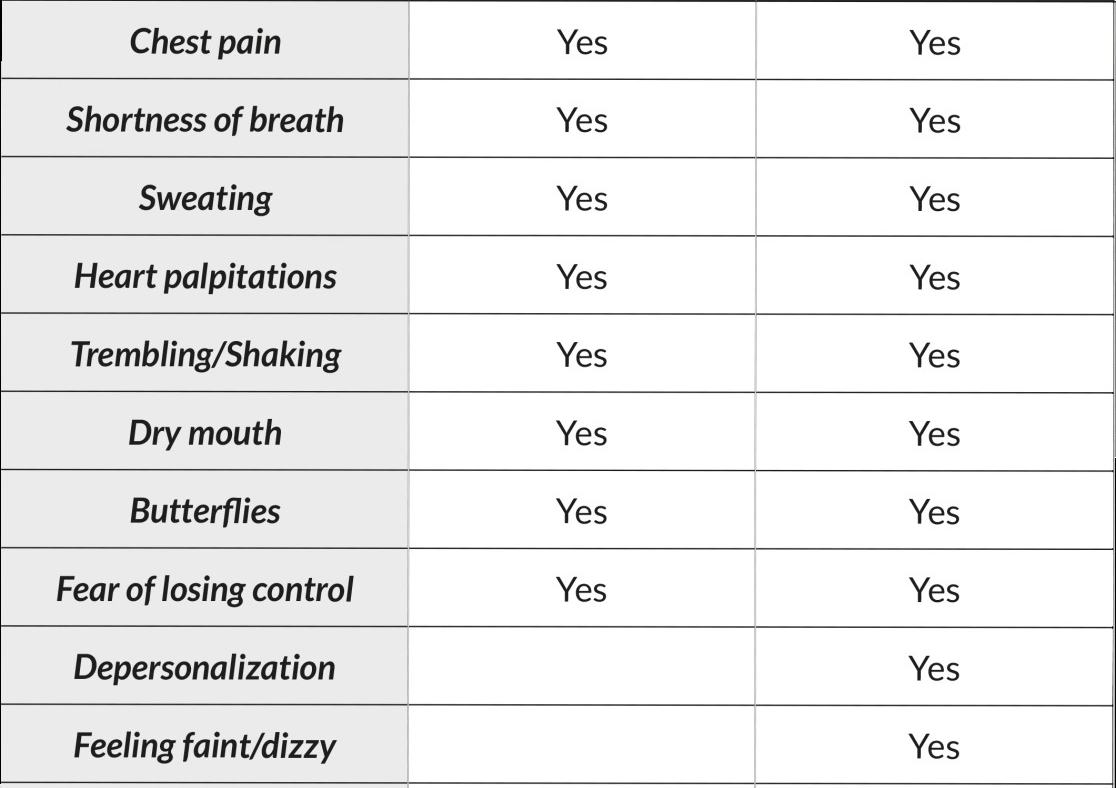 Chest pain Yes Yes
Shortness of breath Yes Yes
Sweating Yes Yes
Heart palpitations Yes Yes
Trembling/Shaking Yes Yes
Dry mouth Yes Yes
Butterflies Yes Yes
Fear of losing control Yes Yes
Depersonalization Yes
Feeling faint/dizzy Yes